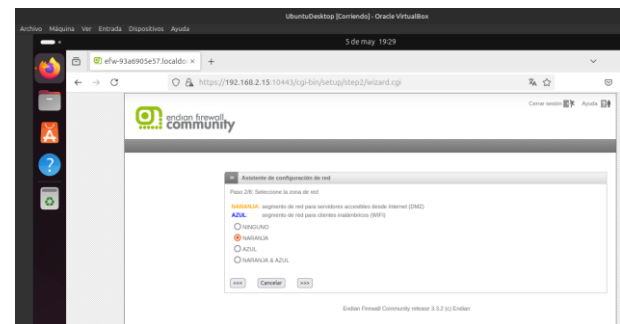 UbuntuDesktop [Corriendo] - Oracle VirtualBox
Archivo Máquina Ver Entrada Dispositivos Ayuda
5 de may 19:29
efw-93a6905e57.localdo
https://192.168.2.15:10443/cgi-bin/setup/step2/wizard.cgi
Cerrar sesión Ayuda
endian firewall
community
Asistente de configuración de red
Paso 2/8: Seleccione la zona de red
NARANJA: segmento de red para servidores accesibles desde Internet (DMZ)
AZUL: segmento de red para clientes inalámbricos (WIFI)
NINGUNO
NARANJA
AZUL
NARANJA & AZUL
<<< Cancelar >>>
Endian Firewall Community release 3.3.2 (c) Endian